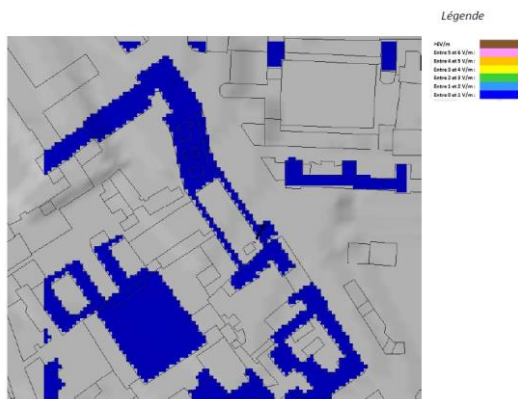 Légende
>6V/m
Entre 5 et 6 V/m :
Entre 4 et 5 V/m :
Entre 3 et 4 V/m :
Entre 2 et 3 V/m :
Entre 1 et 2 V/m :
Entre 0 et 1 V/m :